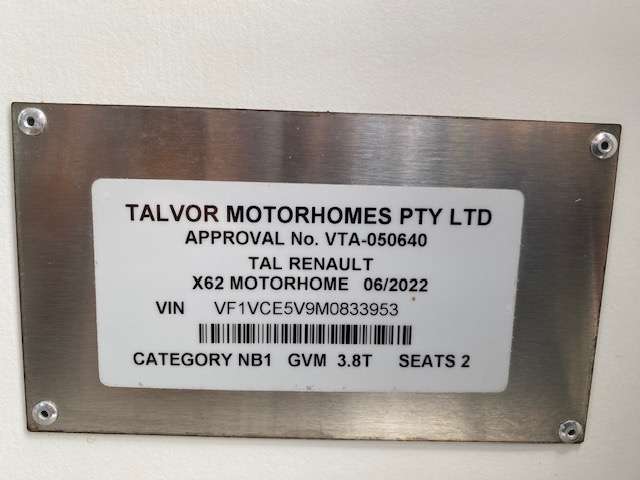 TALVOR MOTORHOMES PTY LTD
APPROVAL No. VTA-050640
TAL RENAULT
X62 MOTORHOME 06/2022
VIN VF1VCE5V9M0833953
CATEGORY NB1 GVM 3.8T SEATS 2